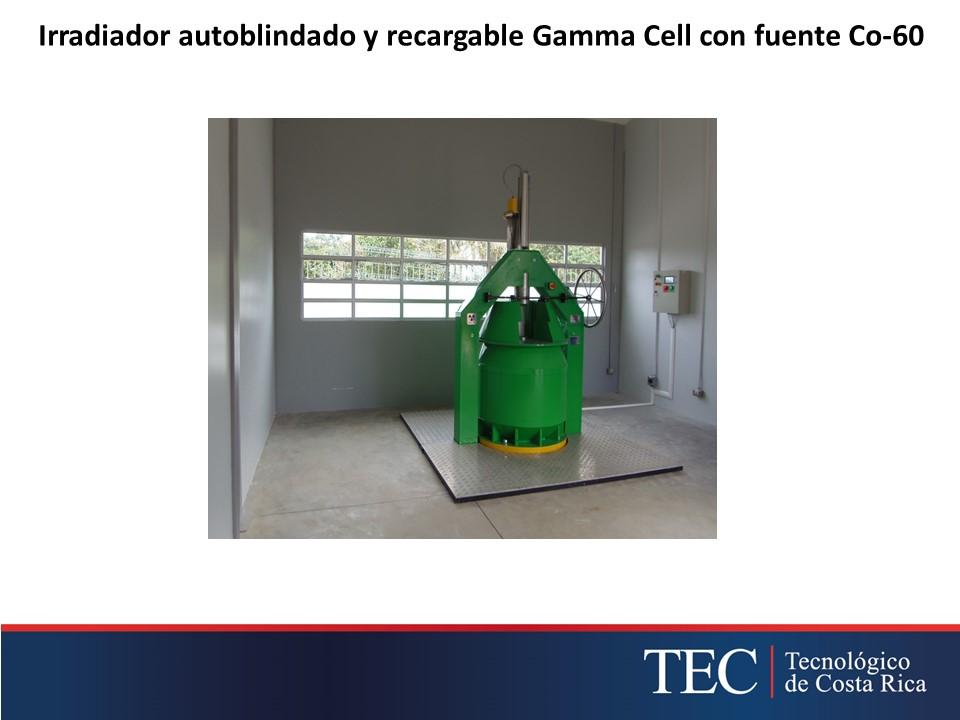 Irradiador autoblindado y recargable Gamma Cell con fuente Co-60
TEC
Tecnológico
de Costa Rica